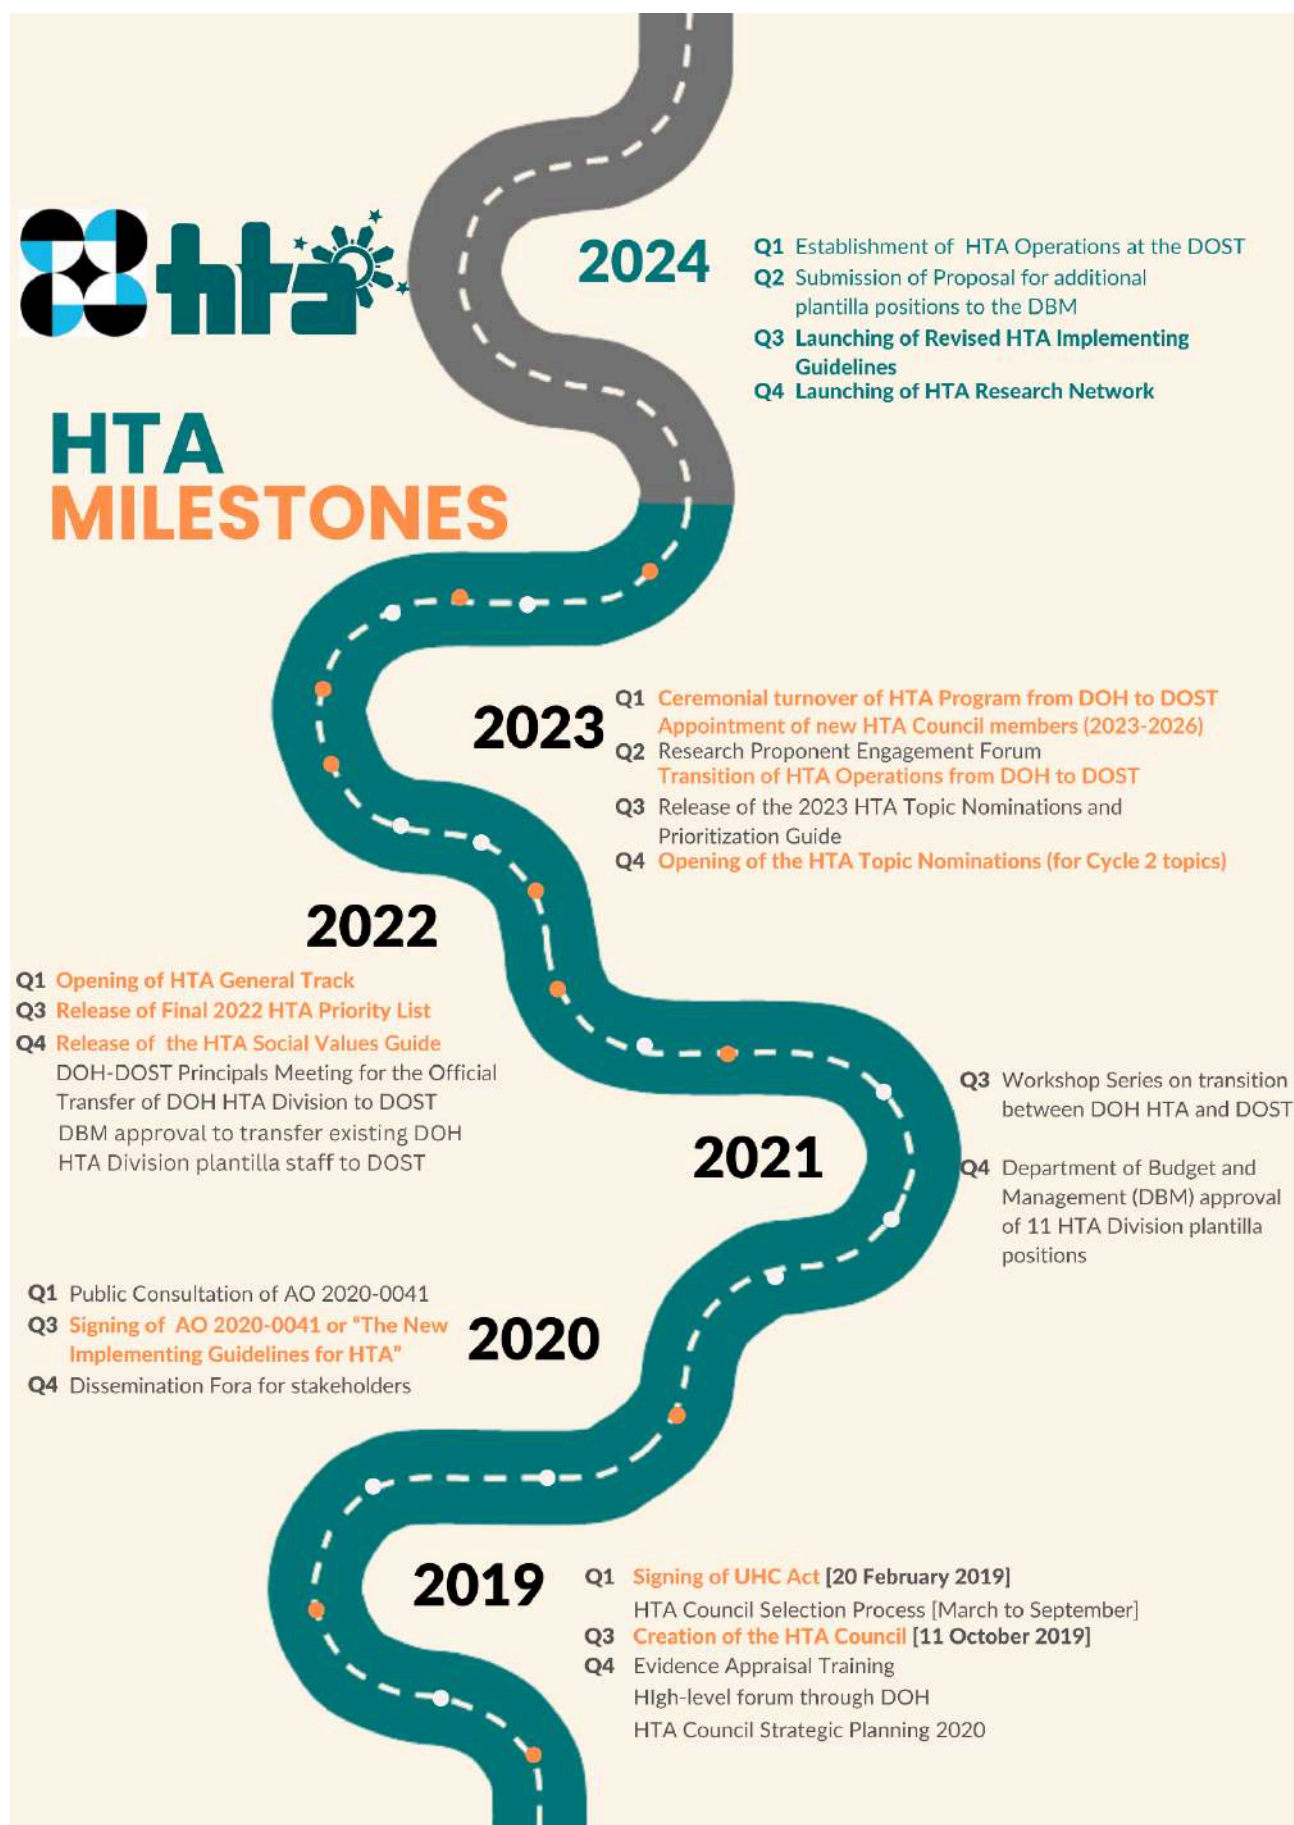 hta
HTA
MILESTONES
2024
Q1 Establishment of HTA Operations at the DOST
Q2 Submission of Proposal for additional
plantilla positions to the DBM
Q3 Launching of Revised HTA Implementing
Guidelines
Q4 Launching of HTA Research Network
2023
Q1 Ceremonial turnover of HTA Program from DOH to DOST
Appointment of new HTA Council members (2023-2026)
Q2 Research Proponent Engagement Forum
Transition of HTA Operations from DOH to DOST
Q3 Release of the 2023 HTA Topic Nominations and
Prioritization Guide
Q4 Opening of the HTA Topic Nominations (for Cycle 2 topics)
2022
Q1 Opening of HTA General Track
Q3 Release of Final 2022 HTA Priority List
Q4 Release of the HTA Social Values Guide
DOH-DOST Principals Meeting for the Official
Transfer of DOH HTA Division to DOST
DBM approval to transfer existing DOH
HTA Division plantilla staff to DOST
2021
Q3 Workshop Series on transition
between DOH HTA and DOST
Q4 Department of Budget and
Management (DBM) approval
of 11 HTA Division plantilla
positions
2020
Q1 Public Consultation of AO 2020-0041
Q3 Signing of AO 2020-0041 or “The New
Implementing Guidelines for HTA"
Q4 Dissemination Fora for stakeholders
2019
Q1 Signing of UHC Act [20 February 2019]
HTA Council Selection Process [March to September]
Q3 Creation of the HTA Council [11 October 2019]
Q4 Evidence Appraisal Training
HIgh-level forum through DOH
HTA Council Strategic Planning 2020